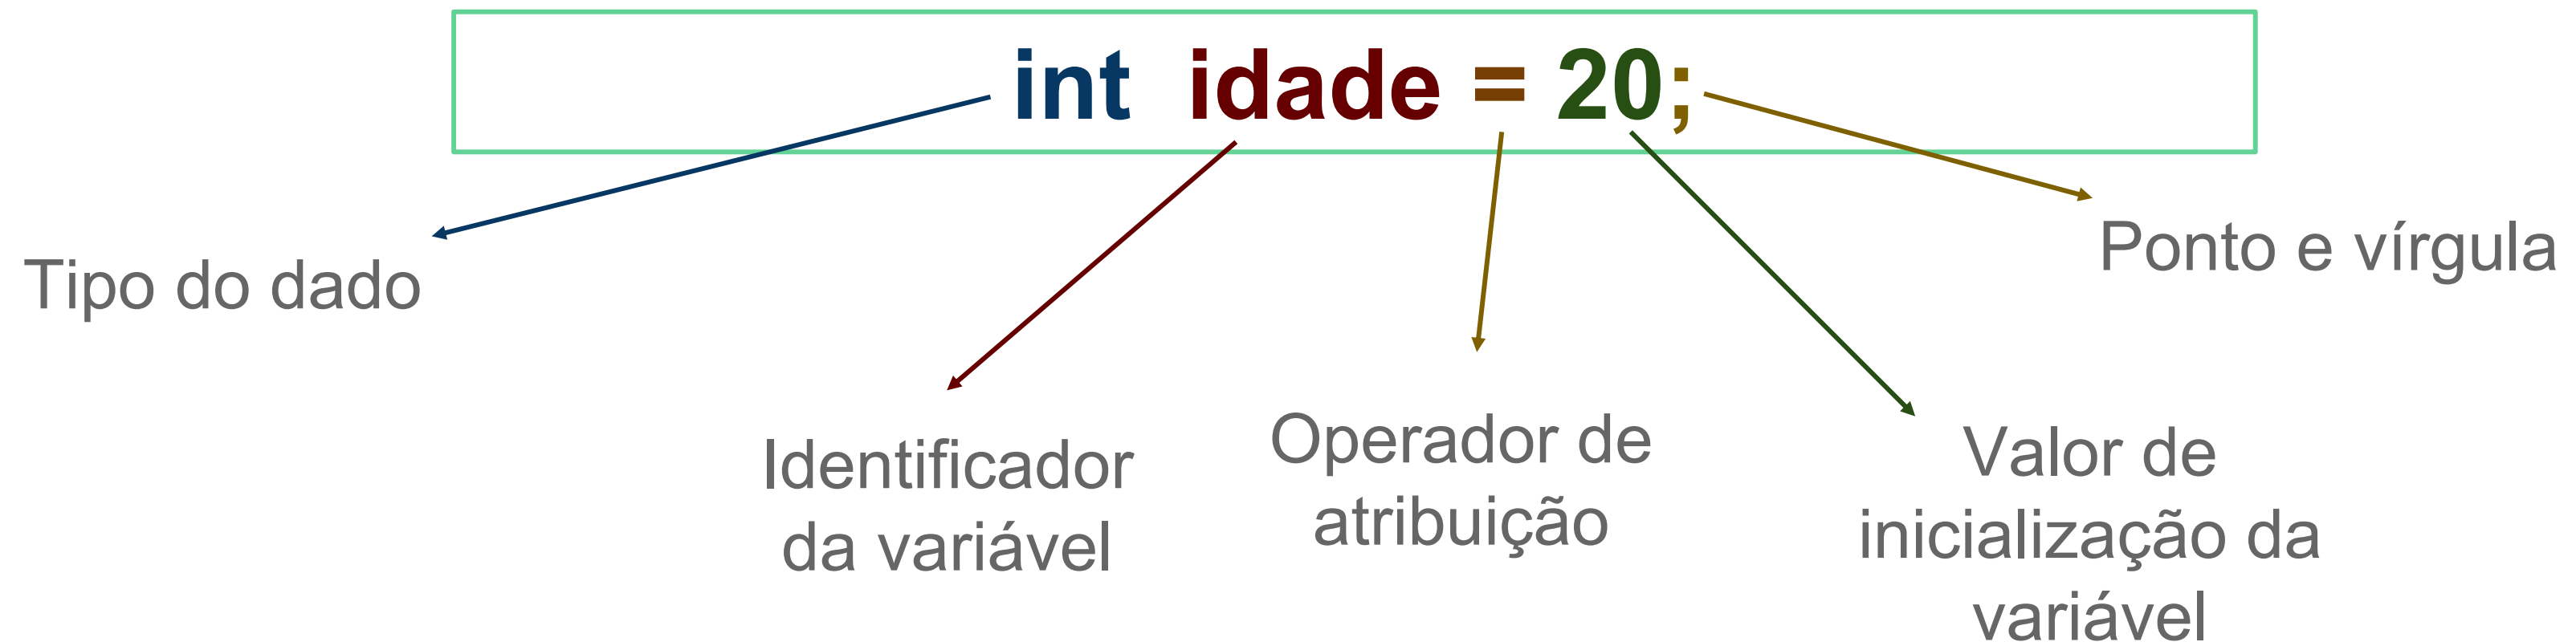 int idade = 20;
Tipo do dado
Identificador
da variável
Operador de
atribuição
Valor de
inicialização da
variável
Ponto e vírgula